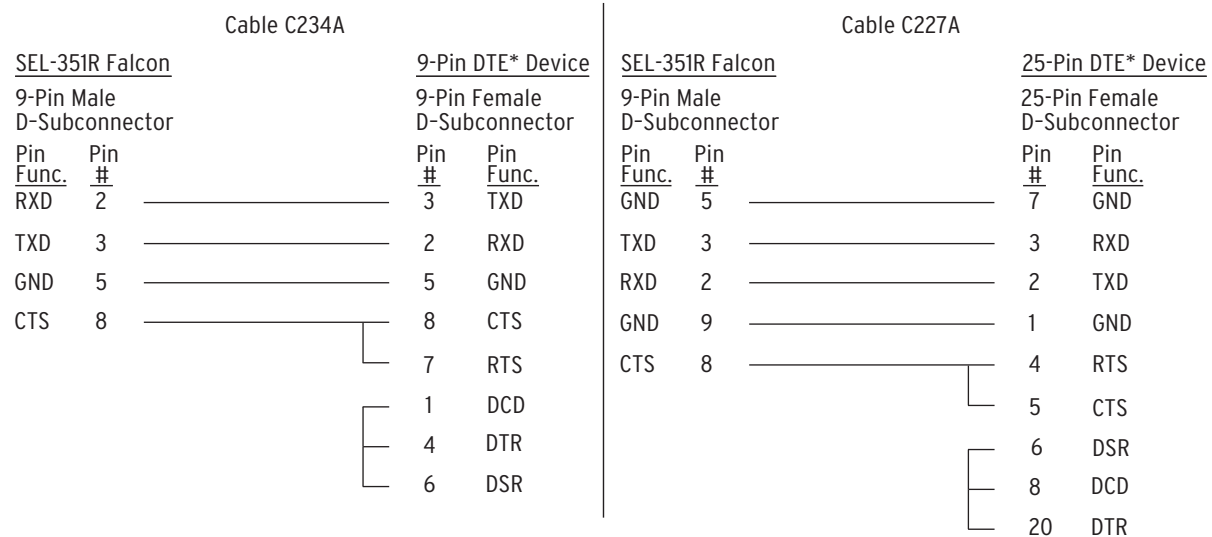 Cable C234A
SEL-351R Falcon 9-Pin DTE* Device
9-Pin Male 9-Pin Female
D-Subconnector D-Subconnector
Pin Pin Pin Pin
Func. # # Func.
RXD 2 3 TXD
TXD 3 2 RXD
GND 5 5 GND
CTS 8 8 CTS
7 RTS
1 DCD
4 DTR
6 DSR
Cable C227A
SEL-351R Falcon 25-Pin DTE* Device
9-Pin Male 25-Pin Female
D-Subconnector D-Subconnector
Pin Pin Pin Pin
Func. # # Func.
GND 5 7 GND
TXD 3 3 RXD
RXD 2 2 TXD
GND 9 1 GND
CTS 8 4 RTS
5 CTS
6 DSR
8 DCD
20 DTR